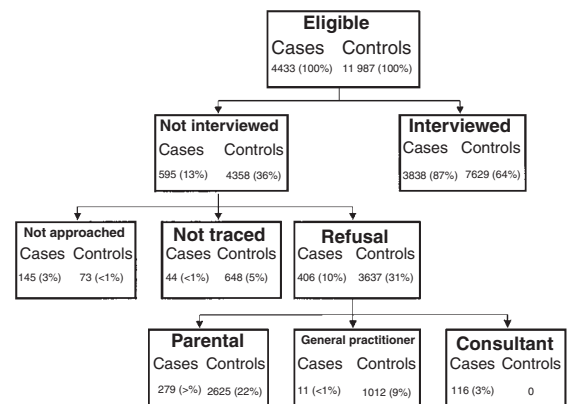 Eligible
Cases Controls
4433 (100%) 11 987 (100%)
Not interviewed
Cases Controls
595 (13%) 4358 (36%)
Interviewed
Cases Controls
3838 (87%) 7629 (64%)
Not approached
Cases Controls
145 (3%) 73 (<1%)
Not traced
Cases Controls
44 (<1%) 648 (5%)
Refusal
Cases Controls
406 (10%) 3637 (31%)
Parental
Cases Controls
279 (>%) 2625 (22%)
General practitioner
Cases Controls
11 (<1%) 1012 (9%)
Consultant
Cases Controls
116 (3%) 0